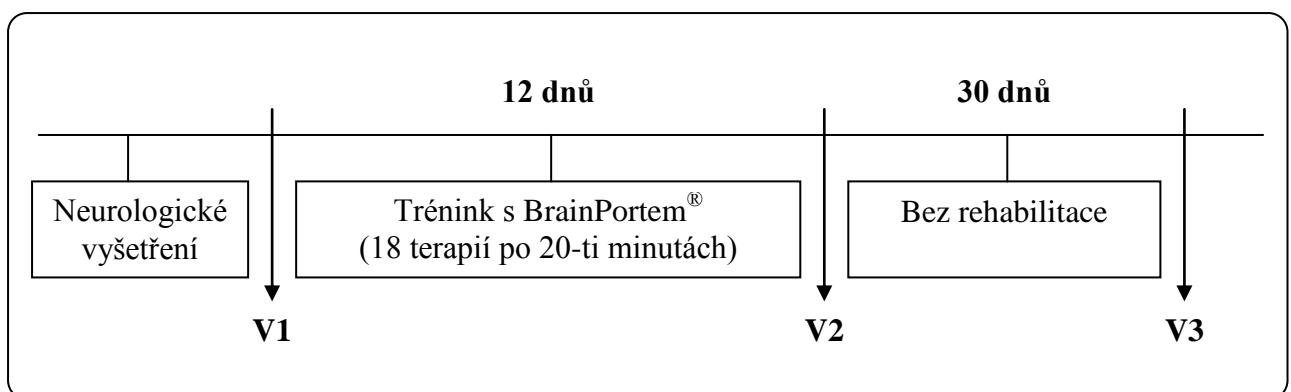 12 dnů
30 dnů
Neurologické
vyšetření
Trénink s BrainPortem®
(18 terapií po 20-ti minutách)
Bez rehabilitace
V1
V2
V3